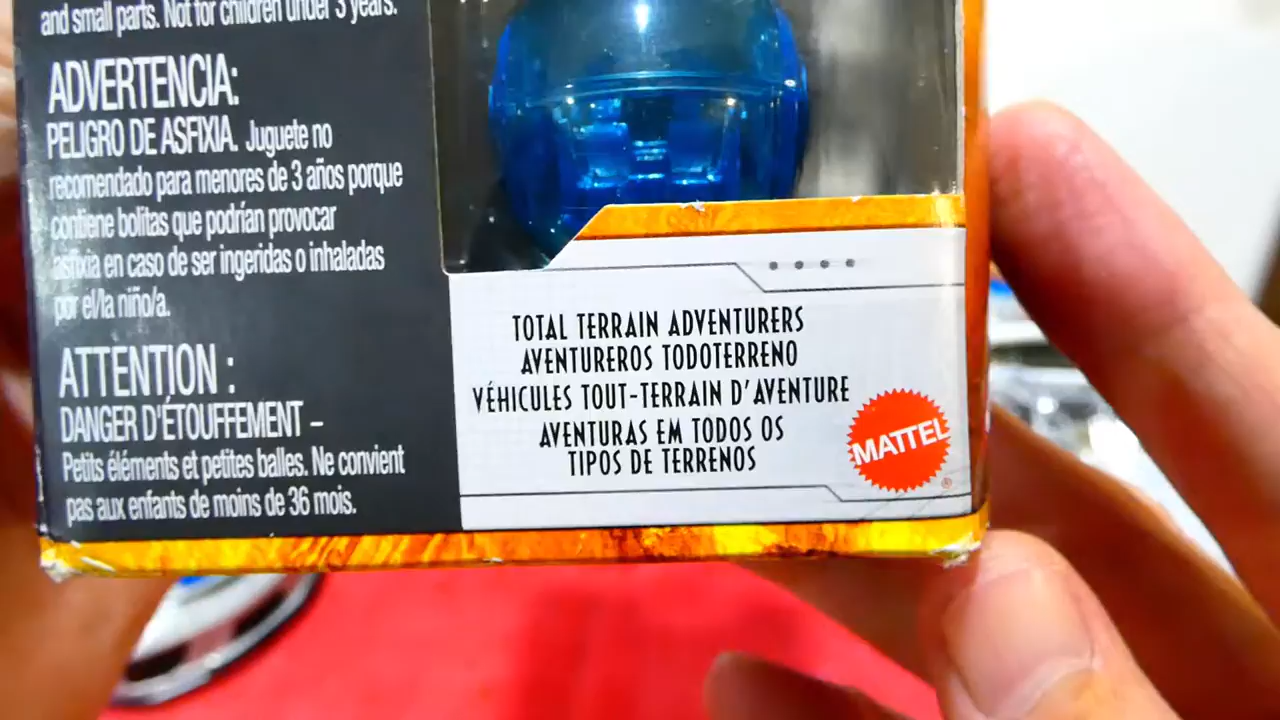 and small parts. Not for children under 3 years.
ADVERTENCIA:
PELIGRO DE ASFIXIA. Juguete no
recomendado para menores de 3 años porque
contiene bolitas que podrían provocar
asfixia en caso de ser ingeridas o inhaladas
por el/la niño/a.
ATTENTION :
DANGER D'ÉTOUFFEMENT –
Petits éléments et petites balles. Ne convient
pas aux enfants de moins de 36 mois.
TOTAL TERRAIN ADVENTURERS
AVENTUREROS TODOTERRENO
VÉHICULES TOUT-TERRAIN D'AVENTURE
AVENTURAS EM TODOS OS
TIPOS DE TERRENOS
MATTEL
®